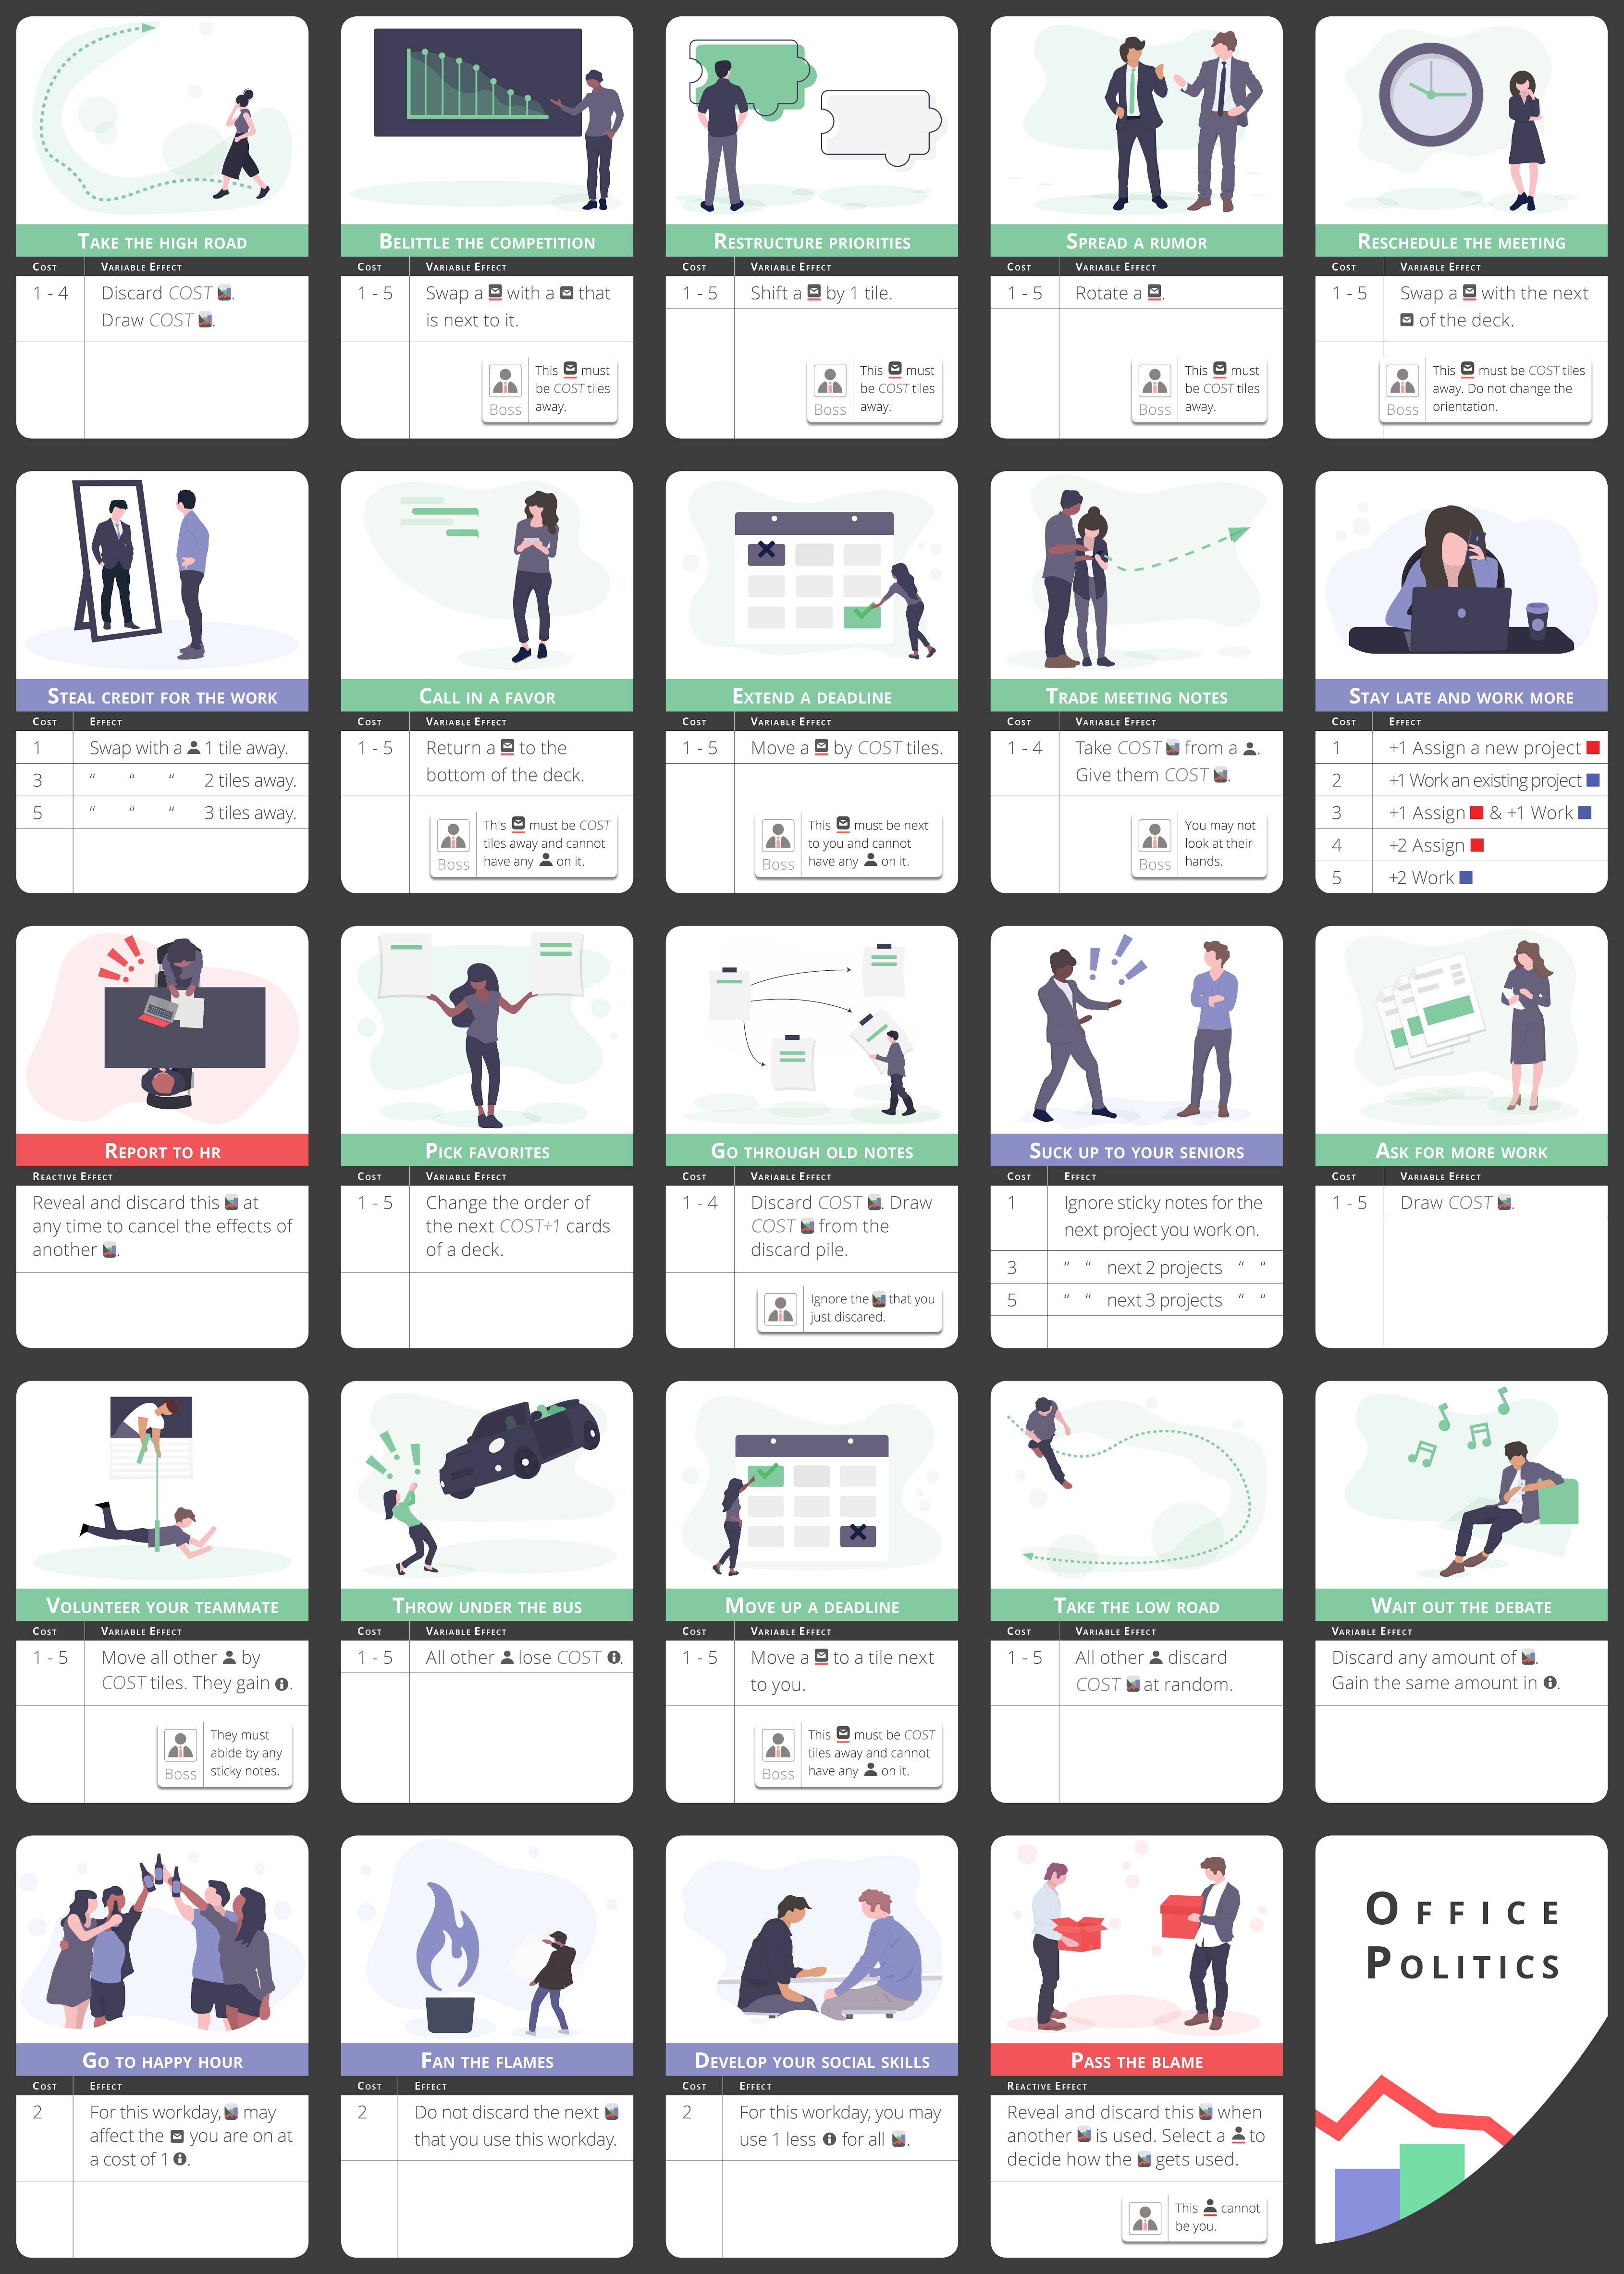 Take the high road
Cost Variable Effect
1 - 4 Discard COST .
Draw COST .
Belittle the competition
Cost Variable Effect
1 - 5 Swap a with a that
is next to it.
This must
be COST tiles
away.
Boss
Restructure priorities
Cost Variable Effect
1 - 5 Shift a by 1 tile.
This must
be COST tiles
away.
Boss
Spread a rumor
Cost Variable Effect
1 - 5 Rotate a .
This must
be COST tiles
away.
Boss
Reschedule the meeting
Cost Variable Effect
1 - 5 Swap a with the next
of the deck.
This must be COST tiles
away. Do not change the
orientation.
Boss
Steal credit for the work
Cost Effect
1 Swap with a 1 tile away.
3 “ “ “ 2 tiles away.
5 “ “ “ 3 tiles away.
Call in a favor
Cost Variable Effect
1 - 5 Return a to the
bottom of the deck.
This must be COST
tiles away and cannot
have any on it.
Boss
Extend a deadline
Cost Variable Effect
1 - 5 Move a by COST tiles.
This must be next
to you and cannot
have any on it.
Boss
Trade meeting notes
Cost Variable Effect
1 - 4 Take COST from a .
Give them COST .
You may not
look at their
hands.
Boss
Stay late and work more
Cost Effect
1 +1 Assign a new project
2 +1 Work an existing project
3 +1 Assign & +1 Work
4 +2 Assign
5 +2 Work
Report to HR
Reactive Effect
Reveal and discard this at
any time to cancel the effects of
another .
Pick favorites
Cost Variable Effect
1 - 5 Change the order of
the next COST+1 cards
of a deck.
Go through old notes
Cost Variable Effect
1 - 4 Discard COST . Draw
COST from the
discard pile.
Ignore the that you
just discared.
Suck up to your seniors
Cost Effect
1 Ignore sticky notes for the
next project you work on.
3 “ “ next 2 projects “ “
5 “ “ next 3 projects “ “
Ask for more work
Cost Variable Effect
1 - 5 Draw COST .
Volunteer your teammate
Cost Variable Effect
1 - 5 Move all other by
COST tiles. They gain .
They must
abide by any
sticky notes.
Boss
Throw under the bus
Cost Variable Effect
1 - 5 All other lose COST .
Move up a deadline
Cost Variable Effect
1 - 5 Move a to a tile next
to you.
This must be COST
tiles away and cannot
have any on it.
Boss
Take the low road
Cost Variable Effect
1 - 5 All other discard
COST at random.
Wait out the debate
Variable Effect
Discard any amount of .
Gain the same amount in .
Go to happy hour
Cost Effect
2 For this workday, may
affect the you are on at
a cost of 1 .
Fan the flames
Cost Effect
2 Do not discard the next
that you use this workday.
Develop your social skills
Cost Effect
2 For this workday, you may
use 1 less for all .
Pass the blame
Reactive Effect
Reveal and discard this when
another is used. Select a to
decide how the gets used.
This cannot
be you.
Office
Politics